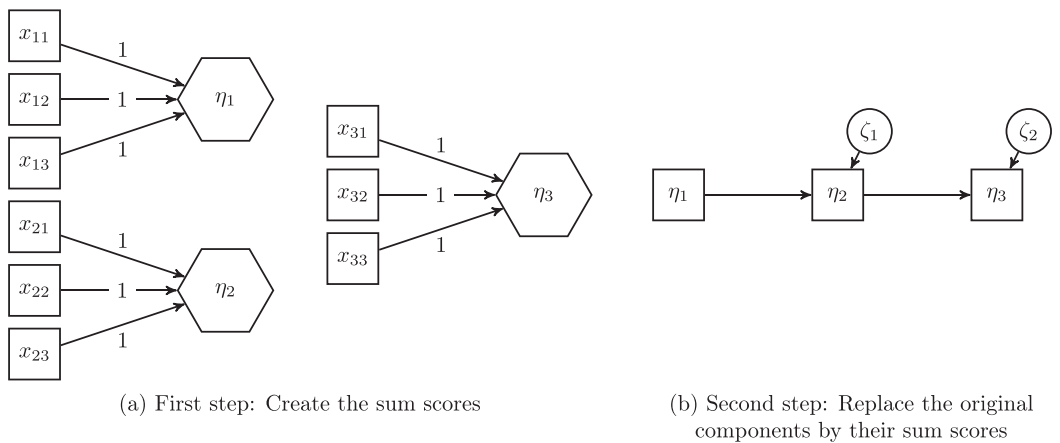 x₁₁
1
x₁₂
1
η₁
x₁₃
1
x₂₁
1
x₂₂
1
η₂
x₂₃
1
x₃₁
1
x₃₂
1
η₃
x₃₃
1
(a) First step: Create the sum scores
ζ₁
ζ₂
η₁
η₂
η₃
(b) Second step: Replace the original
components by their sum scores